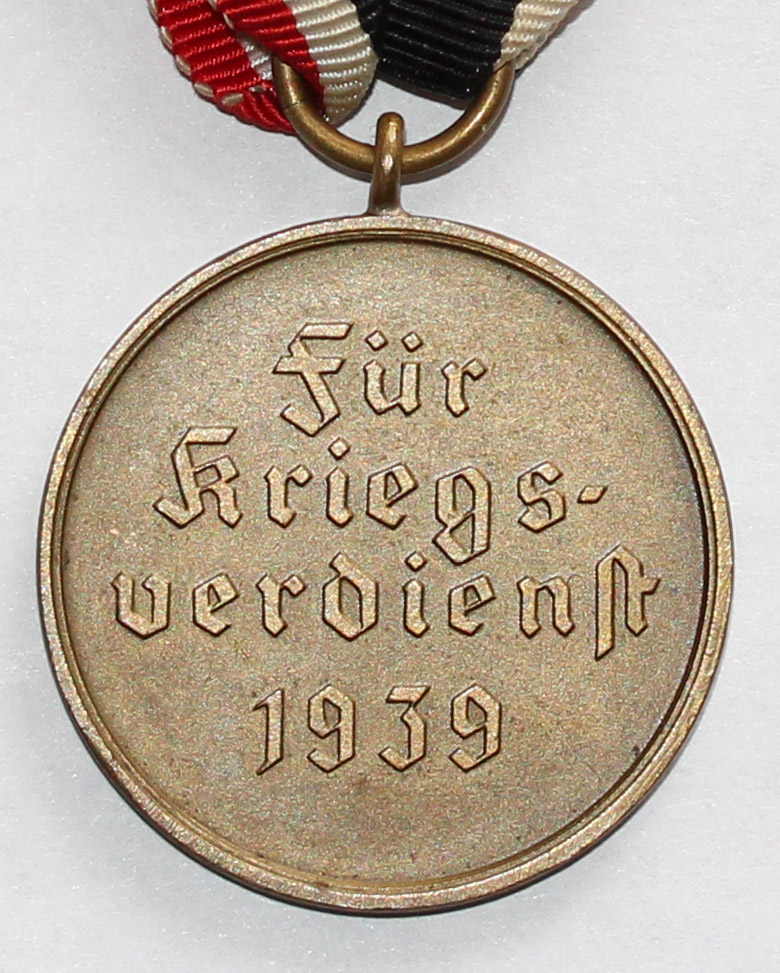 Für
Kriegs-
verdienst
1939